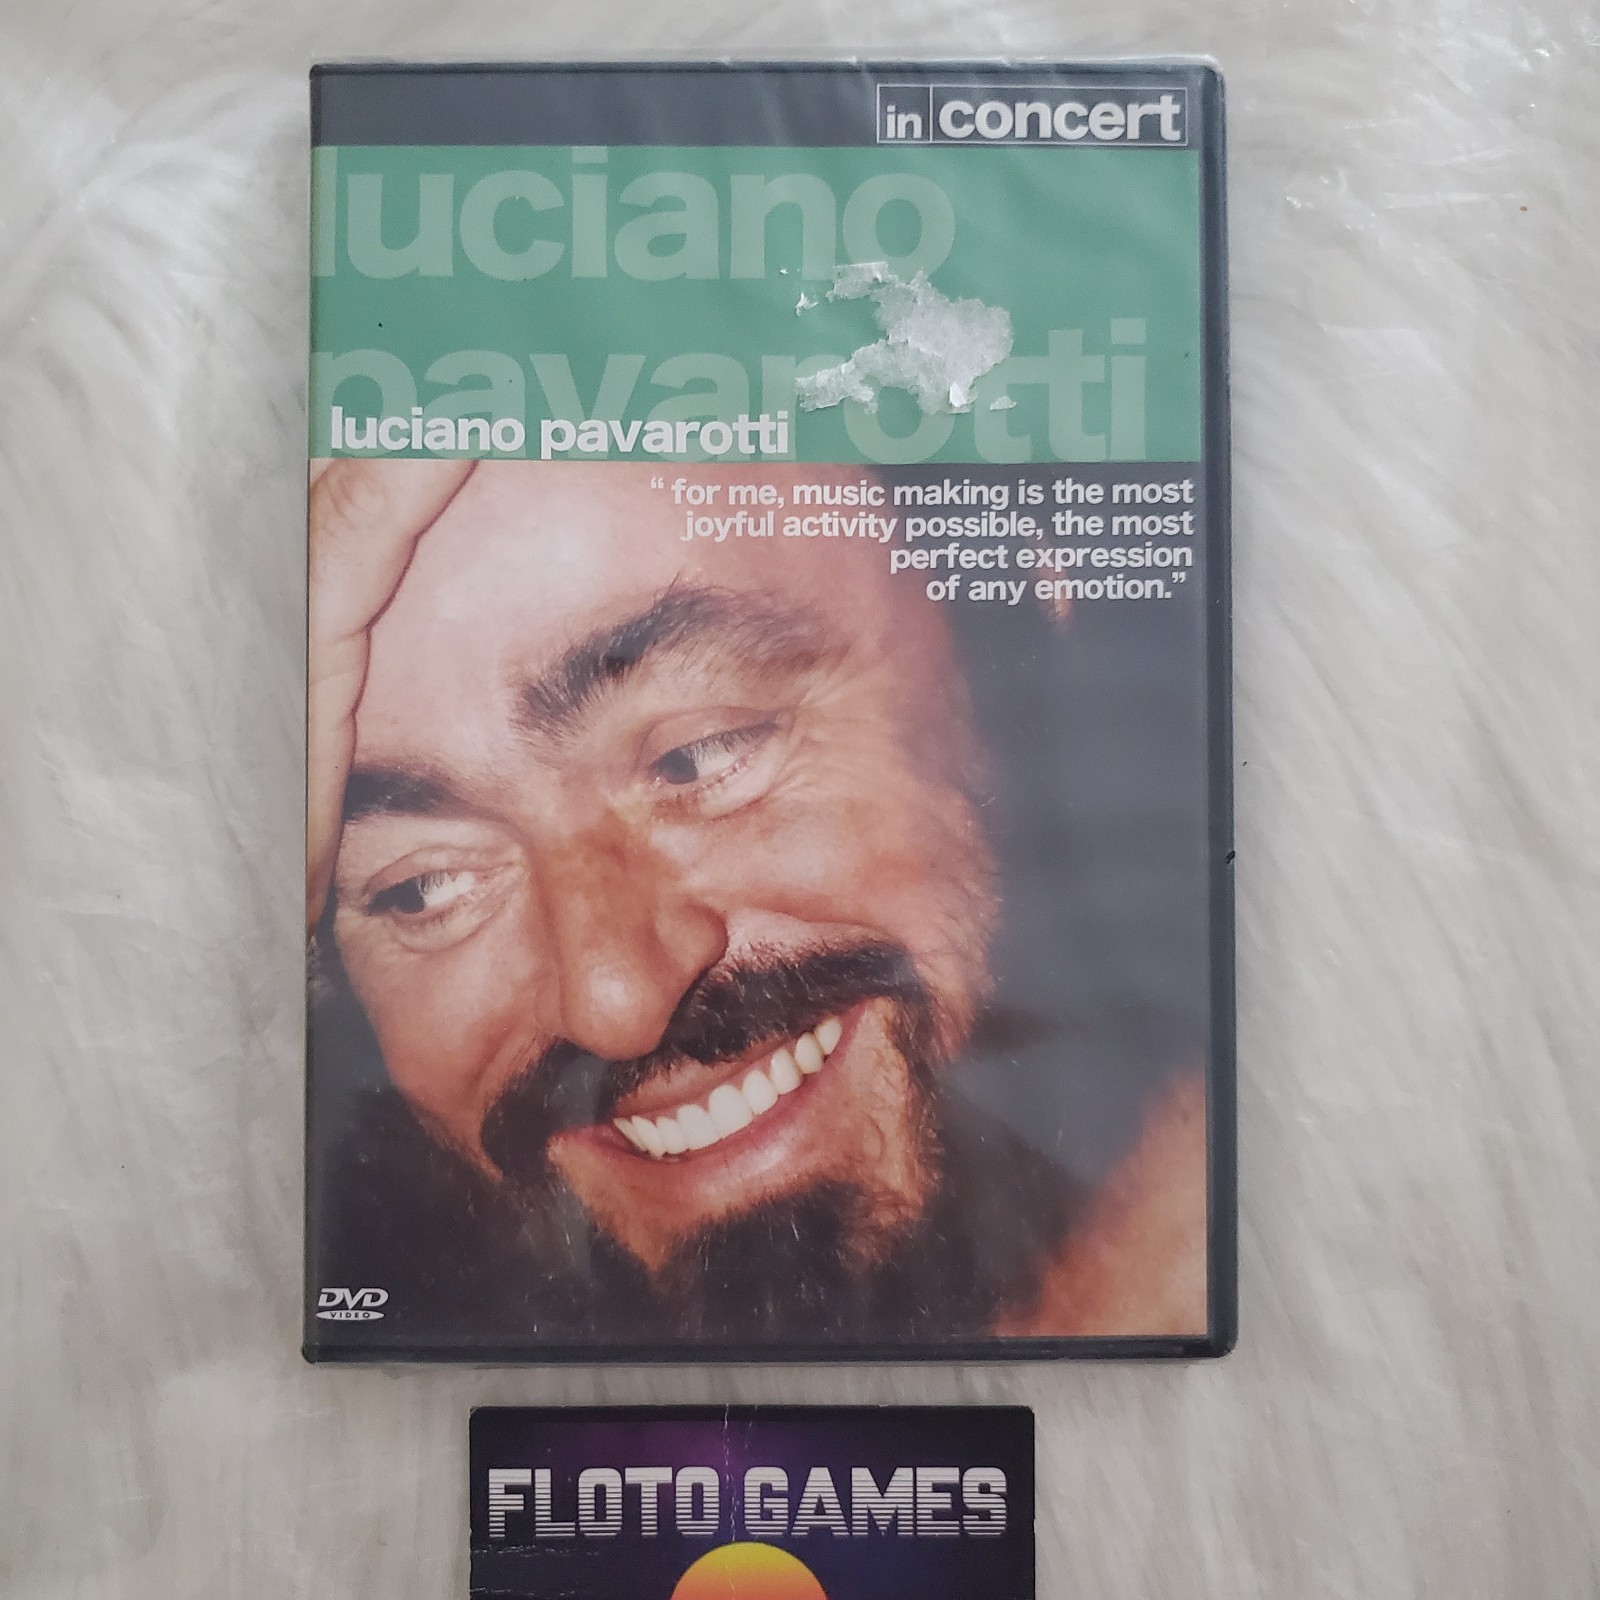 in concert
luciano
pavarotti
luciano pavarotti
“ for me, music making is the most
joyful activity possible, the most
perfect expression
of any emotion.”
DVD
VIDEO
FLOTO GAMES